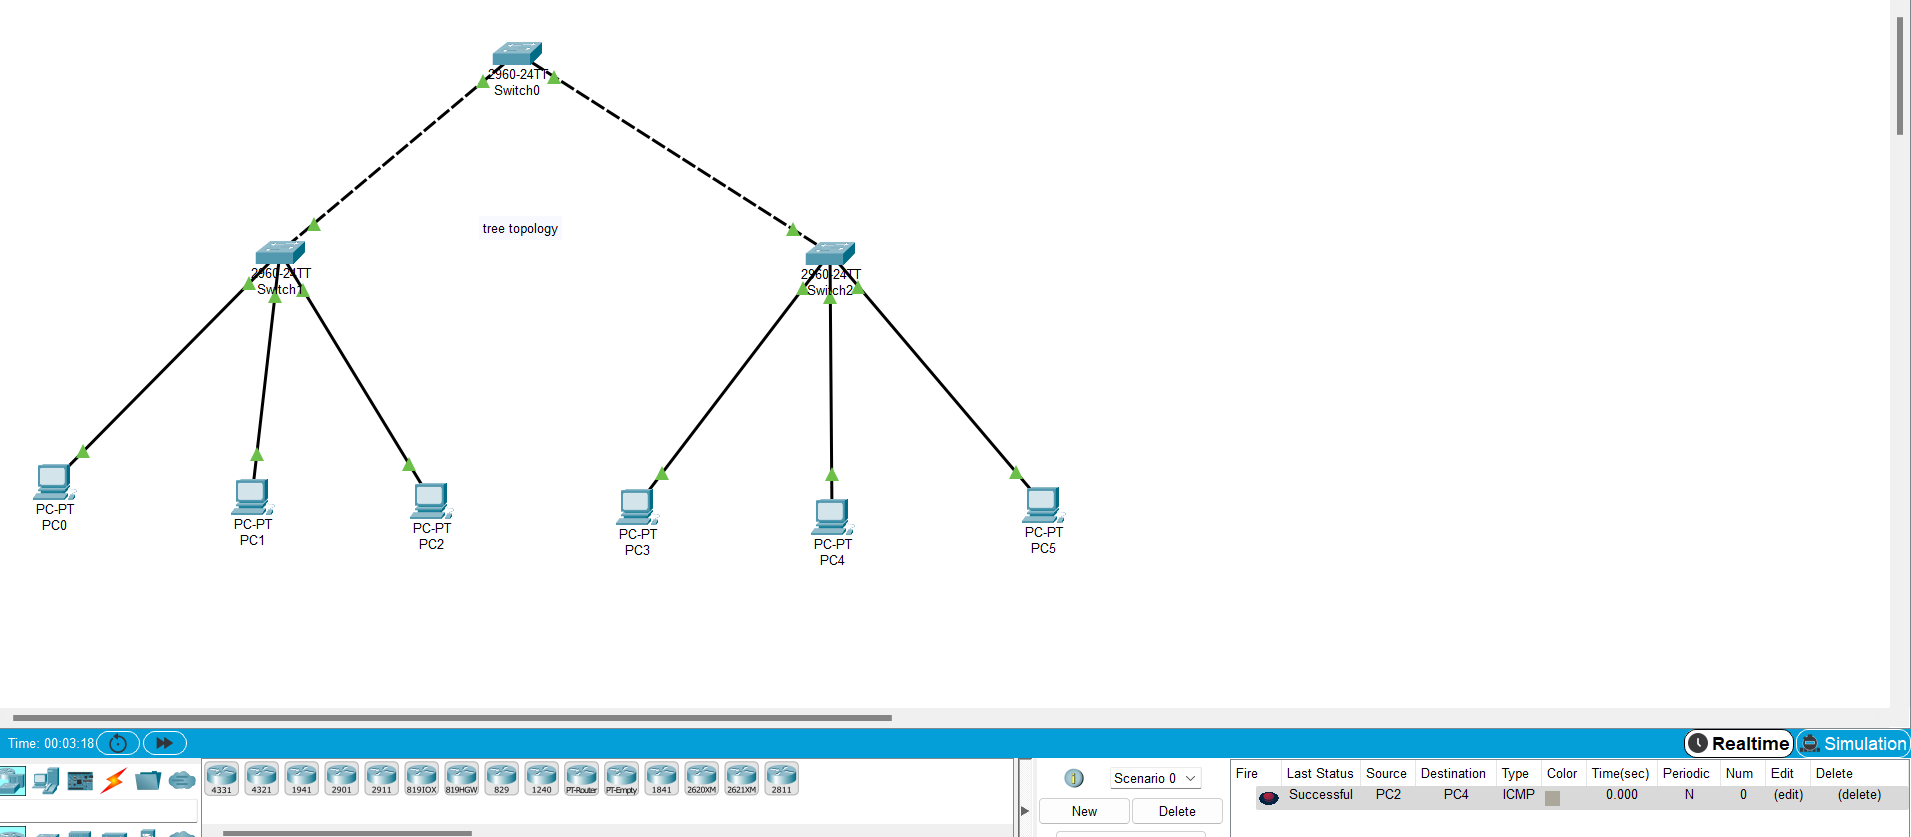 2960-24TT
Switch0
tree topology
2960-24TT
Switch1
2960-24TT
Switch2
PC-PT
PC0
PC-PT
PC1
PC-PT
PC2
PC-PT
PC3
PC-PT
PC4
PC-PT
PC5
Time: 00:03:18
Realtime
Simulation
4331 4321 1941 2901 2911 819IOX 819HGW 829 1240 PT-Router PT-Empty 1841 2620XM 2621XM 2811
Scenario 0
New
Delete
Fire Last Status Source Destination Type Color Time(sec) Periodic Num Edit Delete
Successful PC2 PC4 ICMP 0.000 N 0 (edit) (delete)